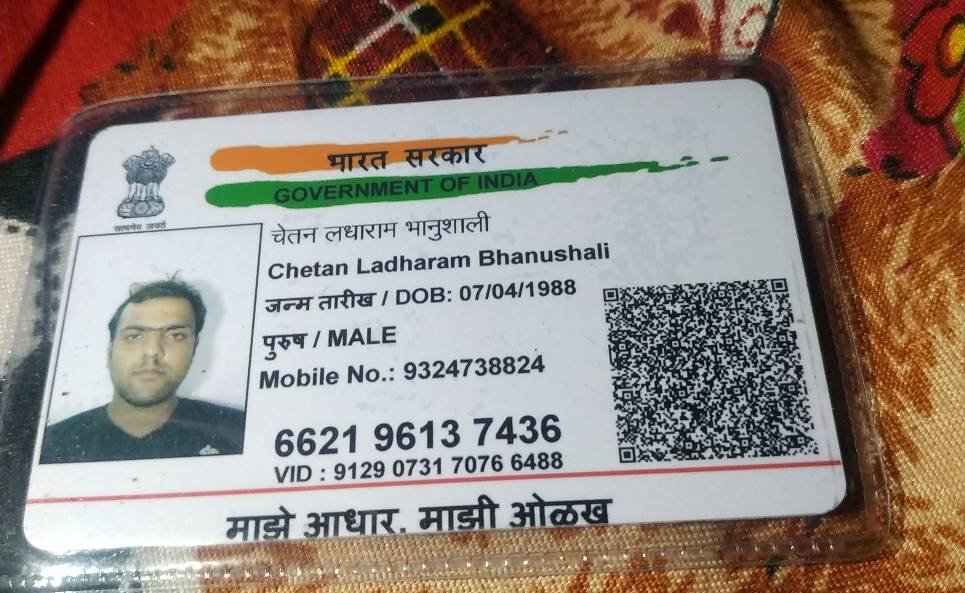 भारत सरकार
GOVERNMENT OF INDIA
सत्यमेव जयते
चेतन लधाराम भानुशाली
Chetan Ladharam Bhanushali
जन्म तारीख / DOB: 07/04/1988
पुरुष / MALE
Mobile No.: 9324738824
6621 9613 7436
VID : 9129 0731 7076 6488
माझे आधार, माझी ओळख